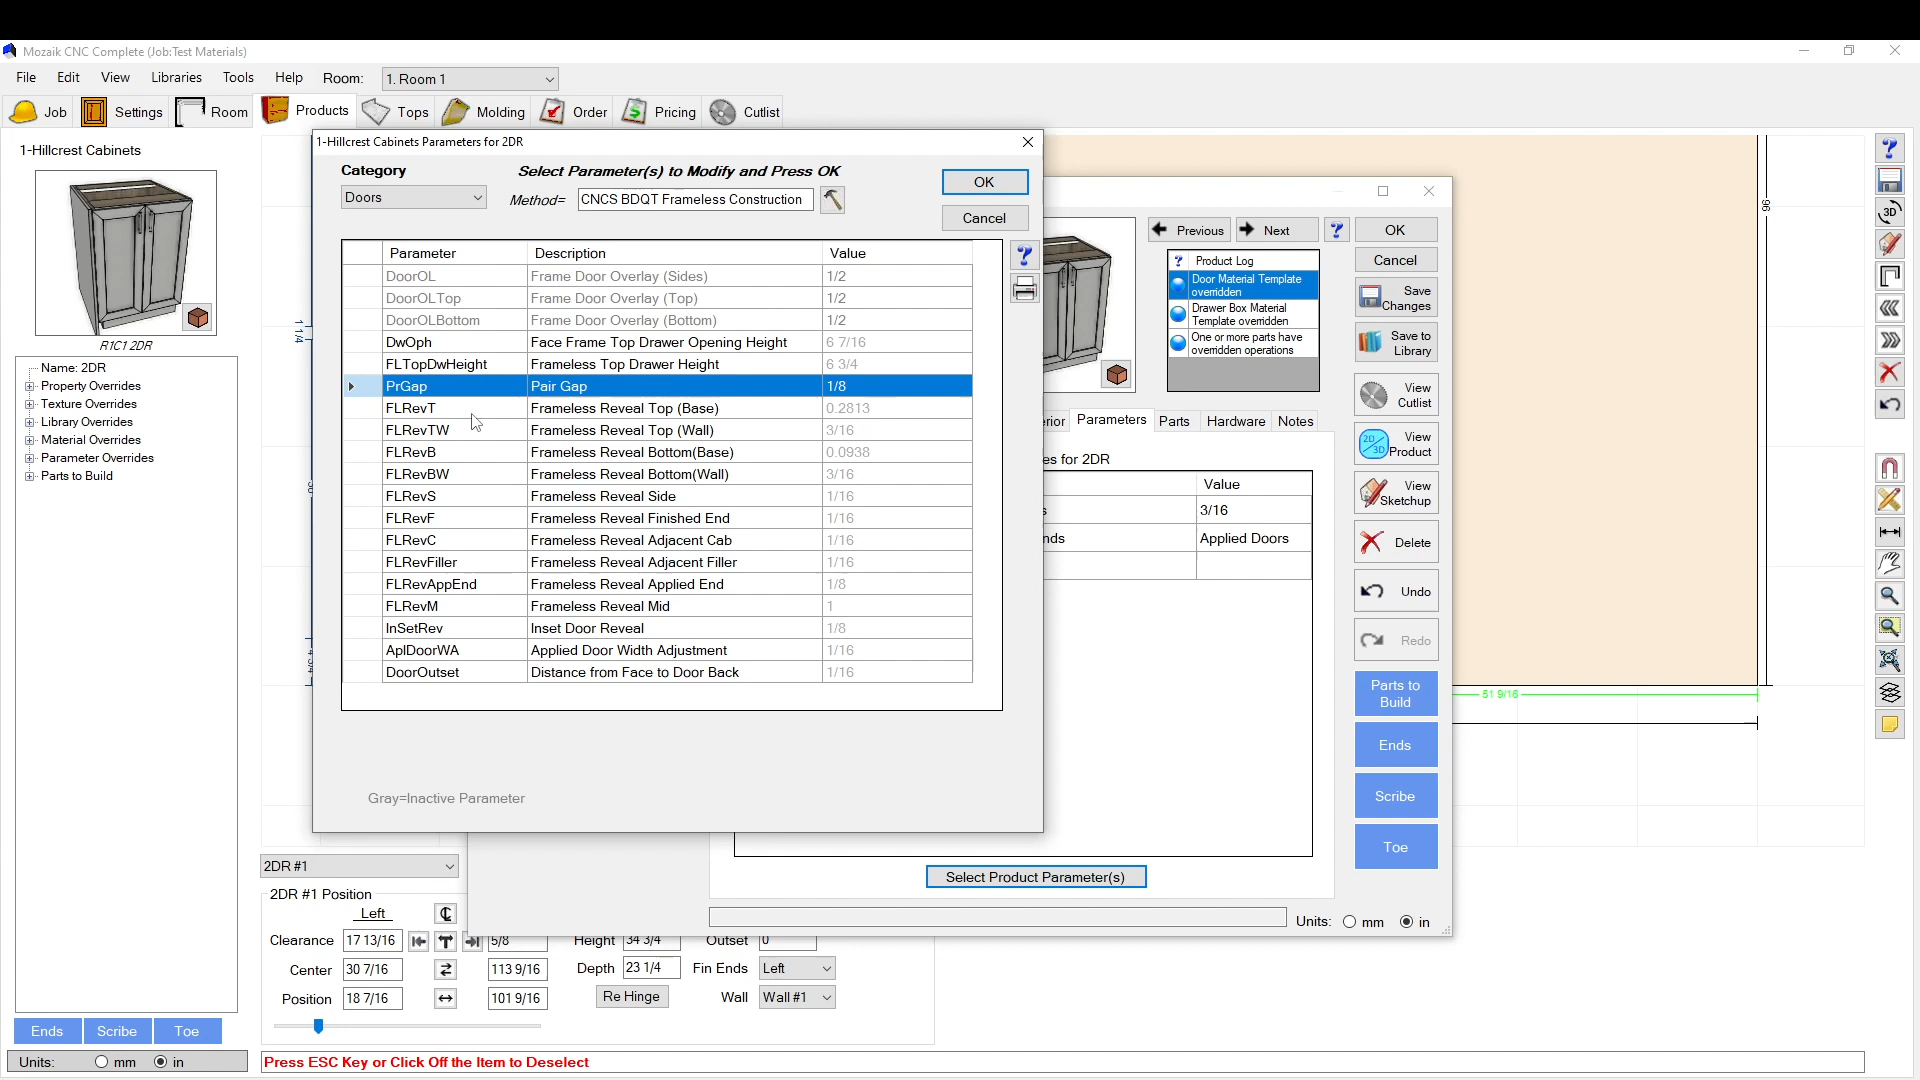 Mozaik CNC Complete (Job:Test Materials)
File Edit View Libraries Tools Help Room: 1. Room 1
Job Settings Room Products Tops Molding Order Pricing Cutlist
1-Hillcrest Cabinets
R1C1 2DR
Name: 2DR
Property Overrides
Texture Overrides
Library Overrides
Material Overrides
Parameter Overrides
Parts to Build
Ends Scribe Toe
Units: mm in
1-Hillcrest Cabinets Parameters for 2DR
Category
Doors
Select Parameter(s) to Modify and Press OK
Method= CNCS BDQT Frameless Construction
OK
Cancel
Parameter Description Value
DoorOL Frame Door Overlay (Sides) 1/2
DoorOLTop Frame Door Overlay (Top) 1/2
DoorOLBottom Frame Door Overlay (Bottom) 1/2
DwOph Face Frame Top Drawer Opening Height 6 7/16
FLTopDwHeight Frameless Top Drawer Height 6 3/4
PrGap Pair Gap 1/8
FLRevT Frameless Reveal Top (Base) 0.2813
FLRevTW Frameless Reveal Top (Wall) 3/16
FLRevB Frameless Reveal Bottom(Base) 0.0938
FLRevBW Frameless Reveal Bottom(Wall) 3/16
FLRevS Frameless Reveal Side 1/16
FLRevF Frameless Reveal Finished End 1/16
FLRevC Frameless Reveal Adjacent Cab 1/16
FLRevFiller Frameless Reveal Adjacent Filler 1/16
FLRevAppEnd Frameless Reveal Applied End 1/8
FLRevM Frameless Reveal Mid 1
InSetRev Inset Door Reveal 1/8
AplDoorWA Applied Door Width Adjustment 1/16
DoorOutset Distance from Face to Door Back 1/16
Gray=Inactive Parameter
Previous Next ? OK
Cancel
Save Changes
Save to Library
View Cutlist
2D/3D View Product
View Sketchup
Delete
Undo
Redo
Parts to Build
Ends
Scribe
Toe
? Product Log
Door Material Template overridden
Drawer Box Material Template overridden
One or more parts have overridden operations
erior Parameters Parts Hardware Notes
es for 2DR
Value
s 3/16
nds Applied Doors
Select Product Parameter(s)
Units: mm in
1 1/4
96
51 9/16
3D
2DR #1
2DR #1 Position
Left
Clearance 17 13/16 5/8 Height 34 3/4 Outset 0
Center 30 7/16 113 9/16 Depth 23 1/4 Fin Ends Left
Position 18 7/16 101 9/16 Re Hinge Wall Wall #1
Press ESC Key or Click Off the Item to Deselect